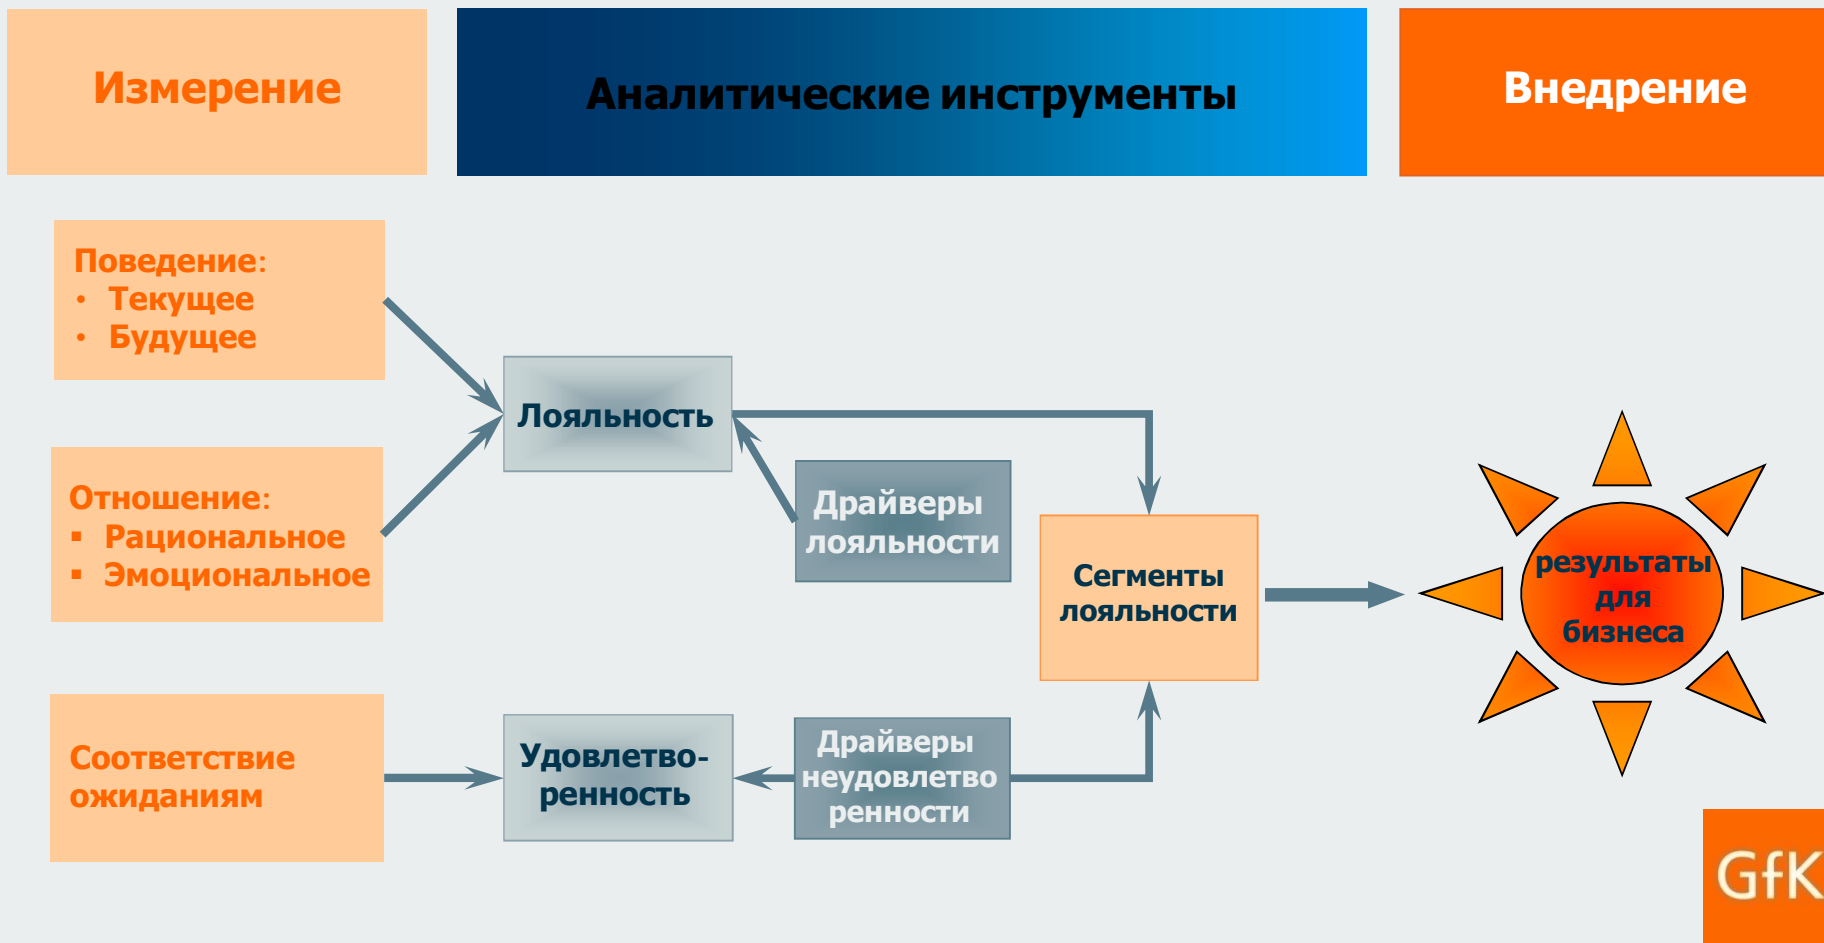 Измерение
Аналитические инструменты
Внедрение
Поведение:
• Текущее
• Будущее
Лояльность
Отношение:
▪ Рациональное
▪ Эмоциональное
Драйверы
лояльности
Сегменты
лояльности
результаты
для
бизнеса
Соответствие
ожиданиям
Удовлетво-
ренность
Драйверы
неудовлетво
ренности
GfK